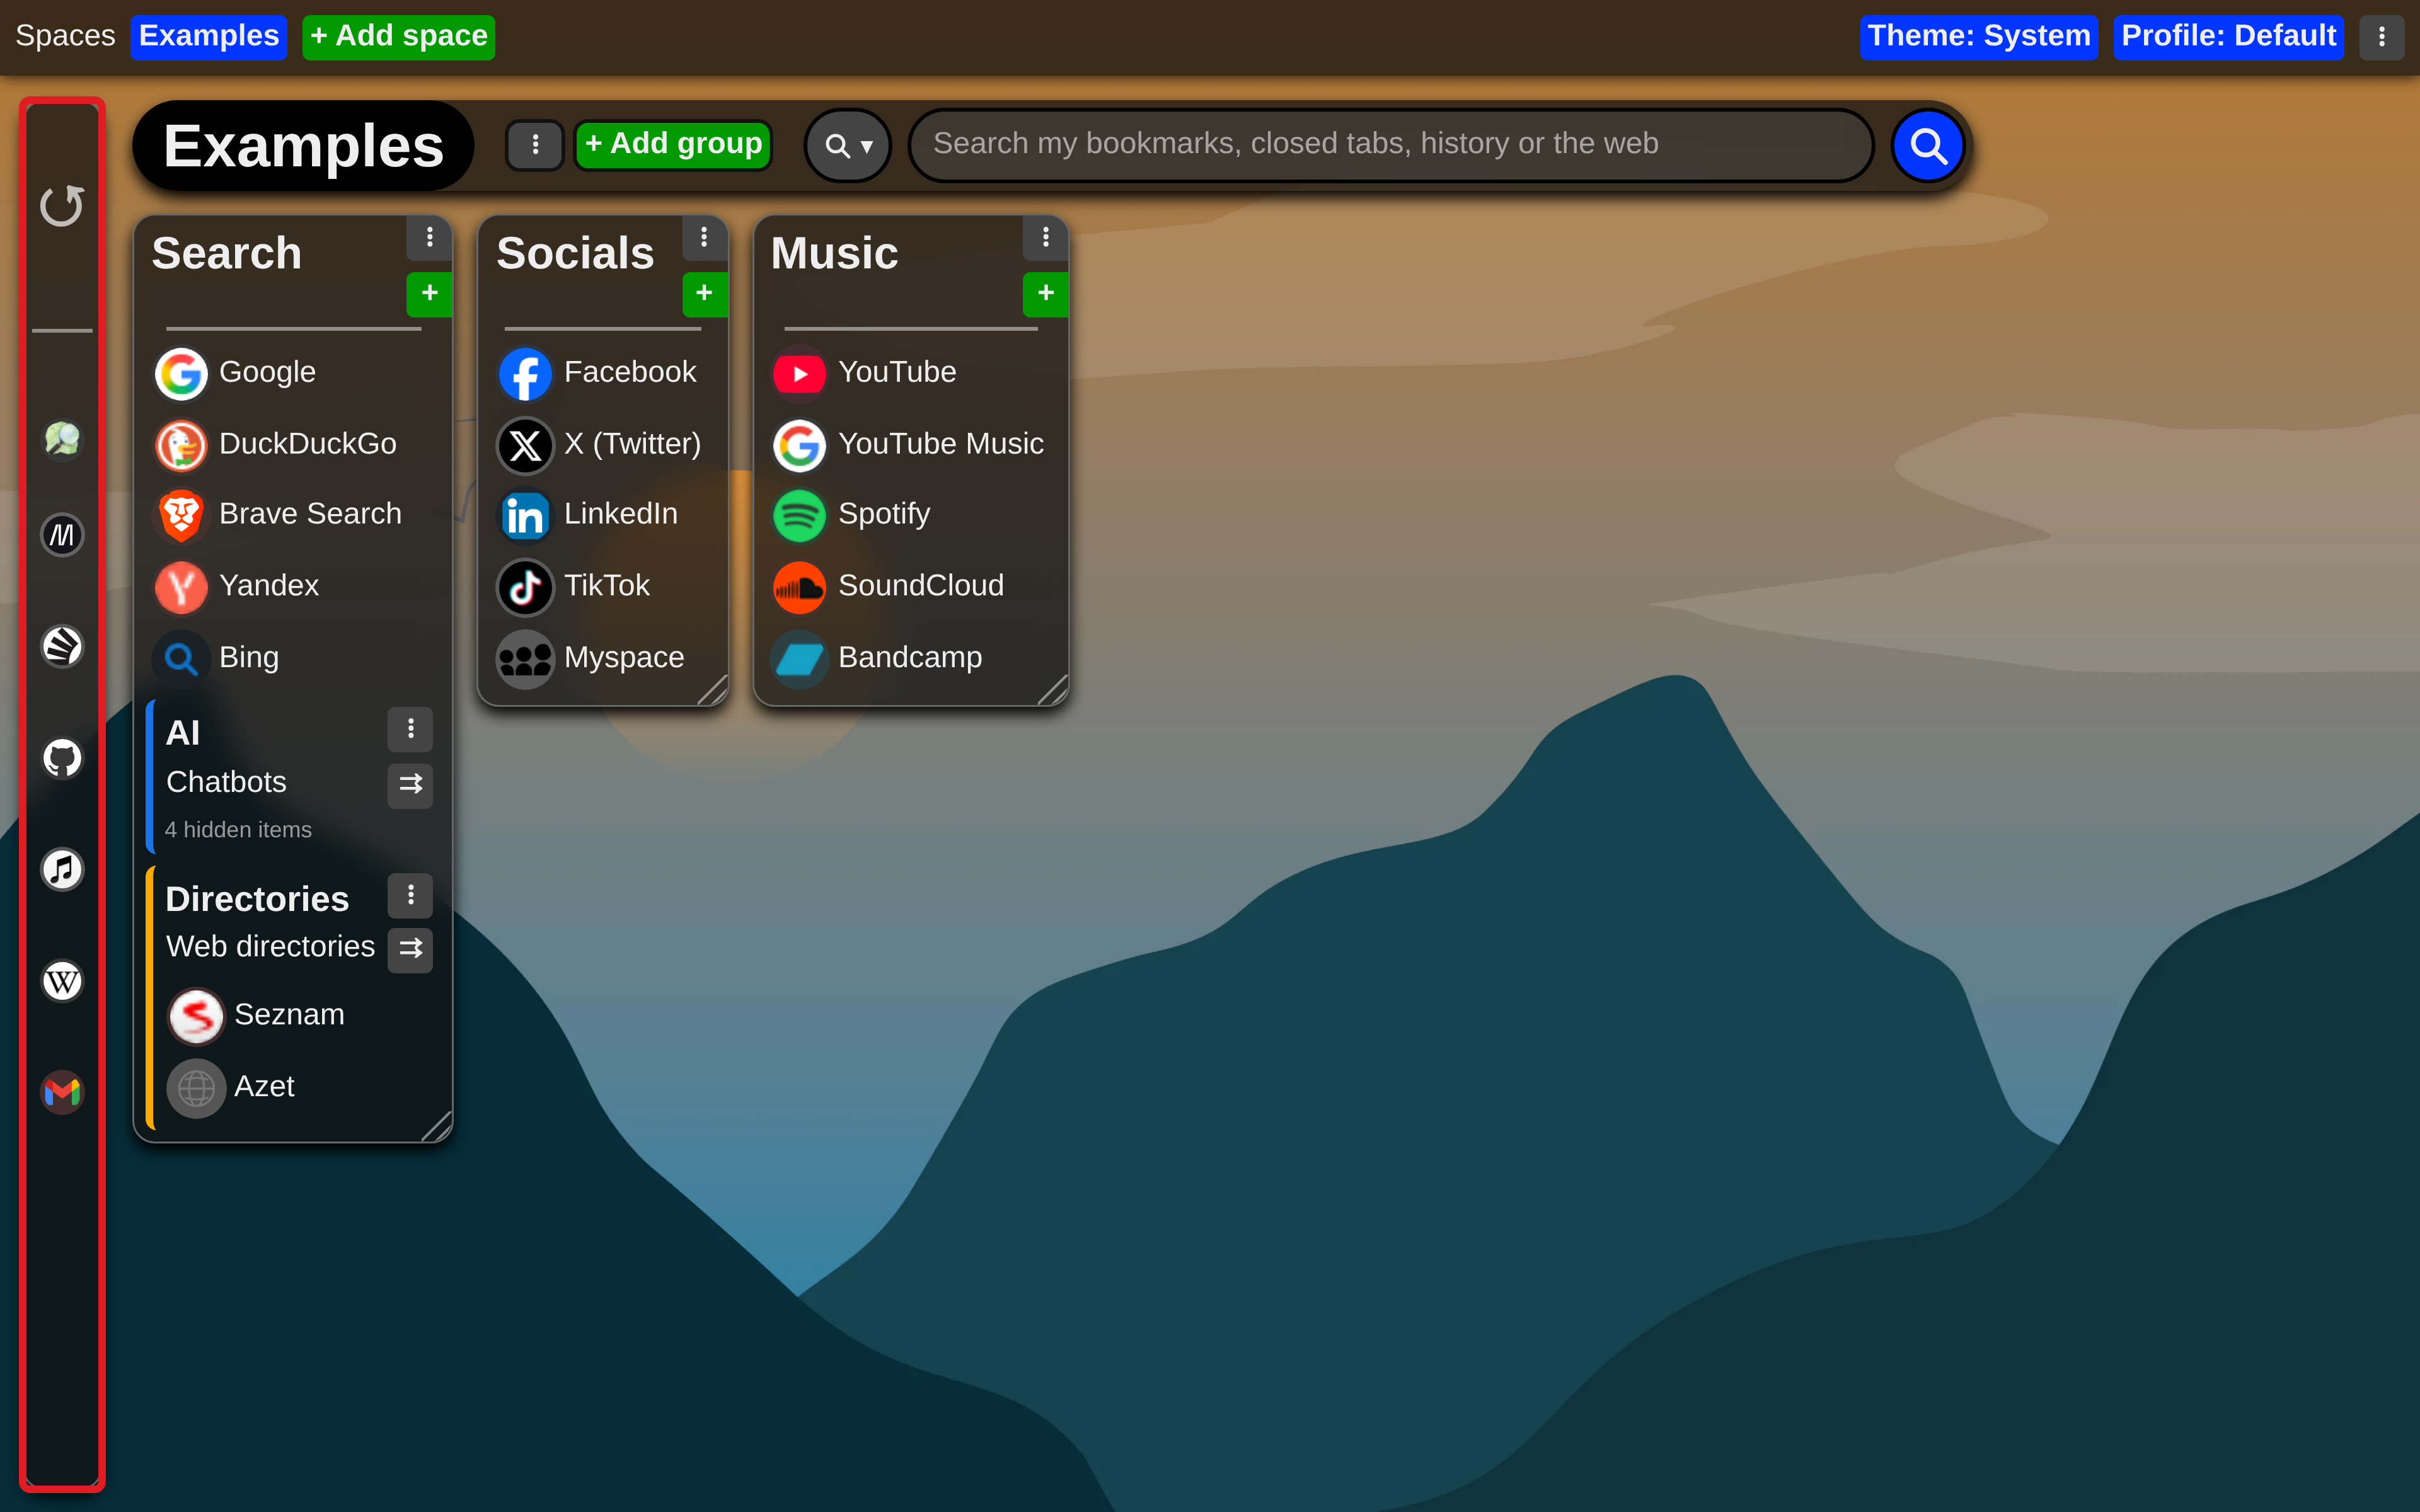 Spaces Examples + Add space Theme: System Profile: Default
Examples + Add group Search my bookmarks, closed tabs, history or the web
Search
+
Google
DuckDuckGo
Brave Search
Yandex
Bing
AI
Chatbots
4 hidden items
Directories
Web directories
Seznam
Azet
Socials
+
Facebook
X (Twitter)
LinkedIn
TikTok
Myspace
Music
+
YouTube
YouTube Music
Spotify
SoundCloud
Bandcamp